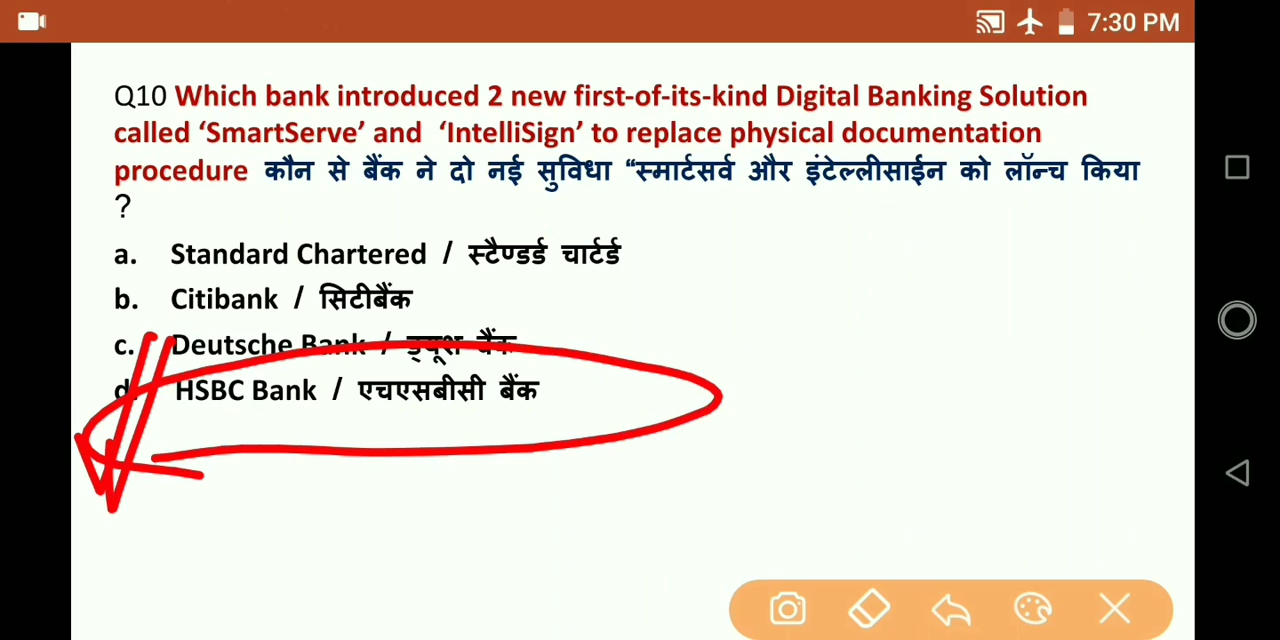 7:30 PM
Q10 Which bank introduced 2 new first-of-its-kind Digital Banking Solution
called ‘SmartServe’ and ‘IntelliSign’ to replace physical documentation
procedure कौन से बैंक ने दो नई सुविधा “स्मार्टसर्व और इंटेल्लीसाईन को लॉन्च किया
?
a. Standard Chartered / स्टैण्डर्ड चार्टर्ड
b. Citibank / सिटीबैंक
c. Deutsche Bank / ड्यूश बैंक
d. HSBC Bank / एचएसबीसी बैंक